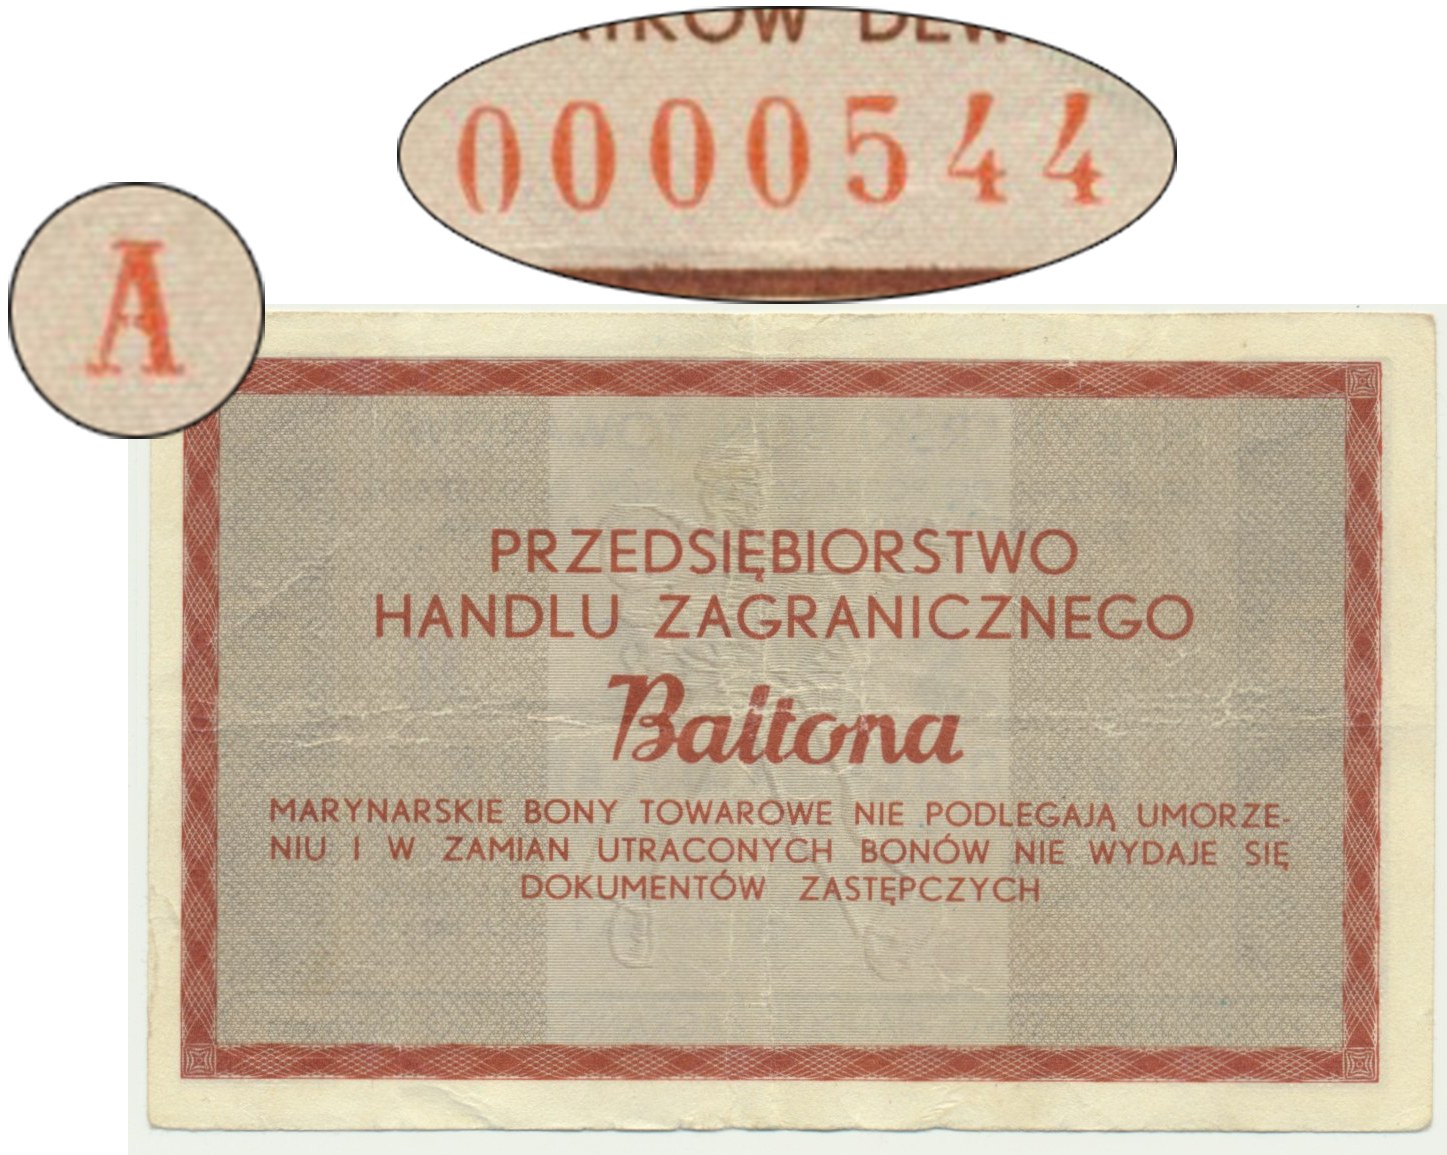 0000544
A
PRZEDSIĘBIORSTWO
HANDLU ZAGRANICZNEGO
Baltona
MARYNARSKIE BONY TOWAROWE NIE PODLEGAJĄ UMORZE-
NIU I W ZAMIAN UTRACONYCH BONÓW NIE WYDAJE SIĘ
DOKUMENTÓW ZASTĘPCZYCH